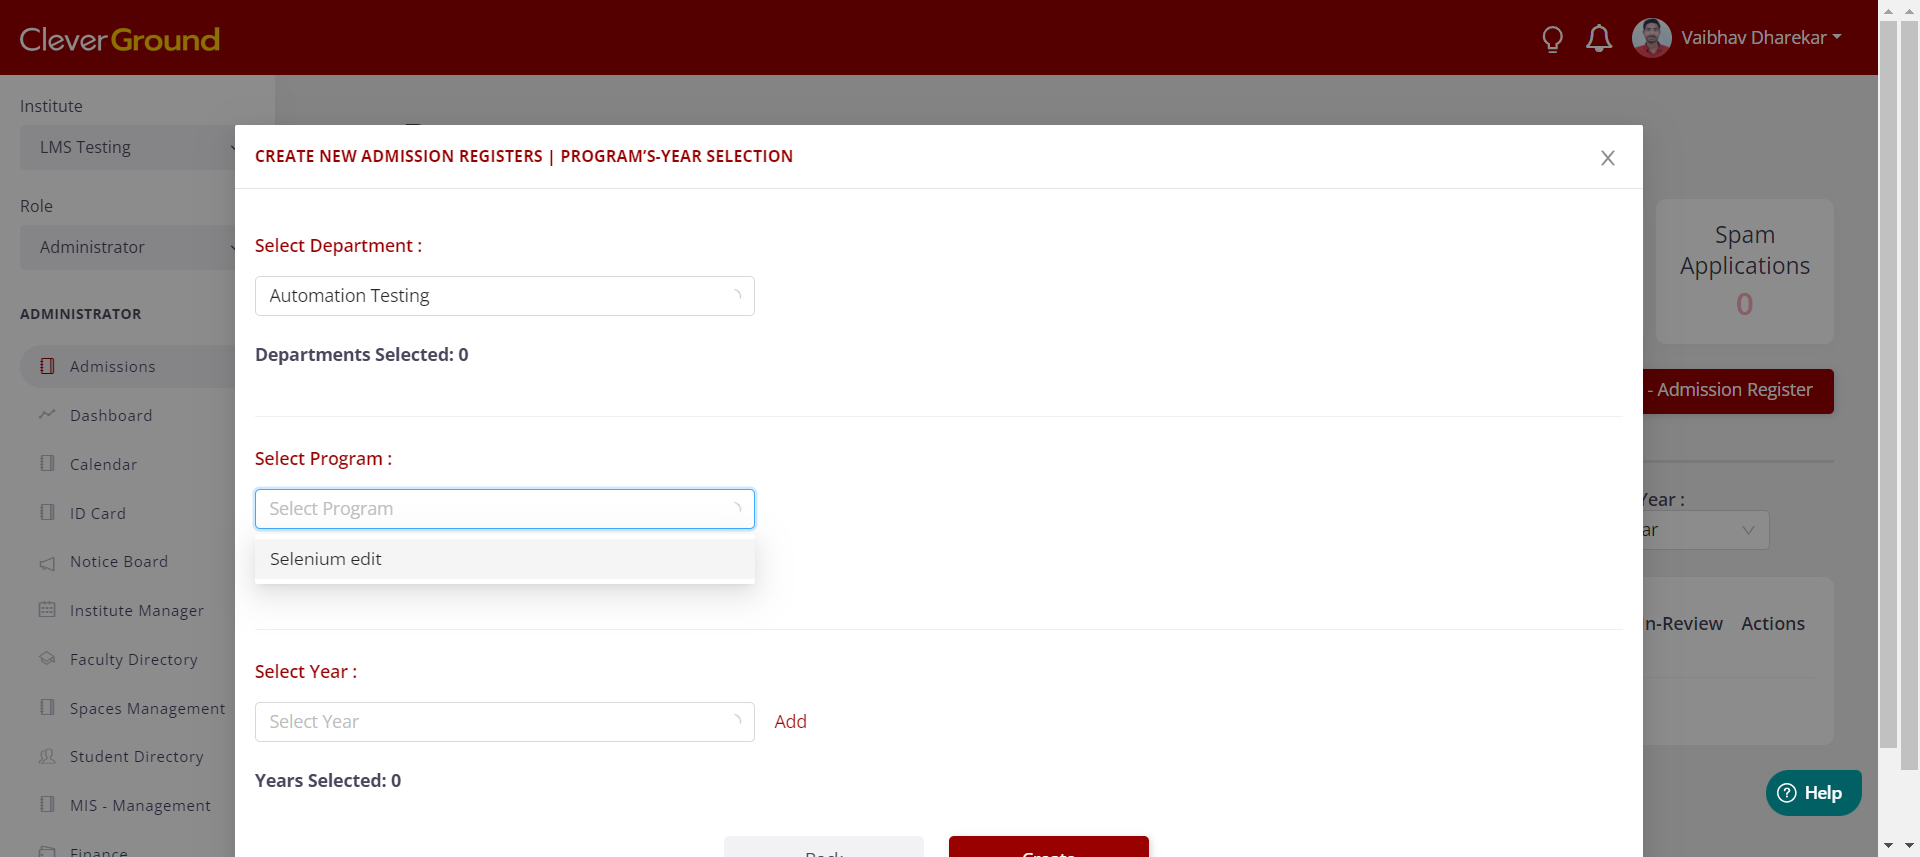 CleverGround
Vaibhav Dharekar
Institute
LMS Testing
Role
Administrator
ADMINISTRATOR
Admissions
Dashboard
Calendar
ID Card
Notice Board
Institute Manager
Faculty Directory
Spaces Management
Student Directory
MIS - Management
Finance
CREATE NEW ADMISSION REGISTERS | PROGRAM'S-YEAR SELECTION
Select Department :
Automation Testing
Departments Selected: 0
Select Program :
Select Program
Selenium edit
Select Year :
Select Year
Add
Years Selected: 0
Back
Create
Spam
Applications
0
- Admission Register
Year :
ar
n-Review
Actions
Help